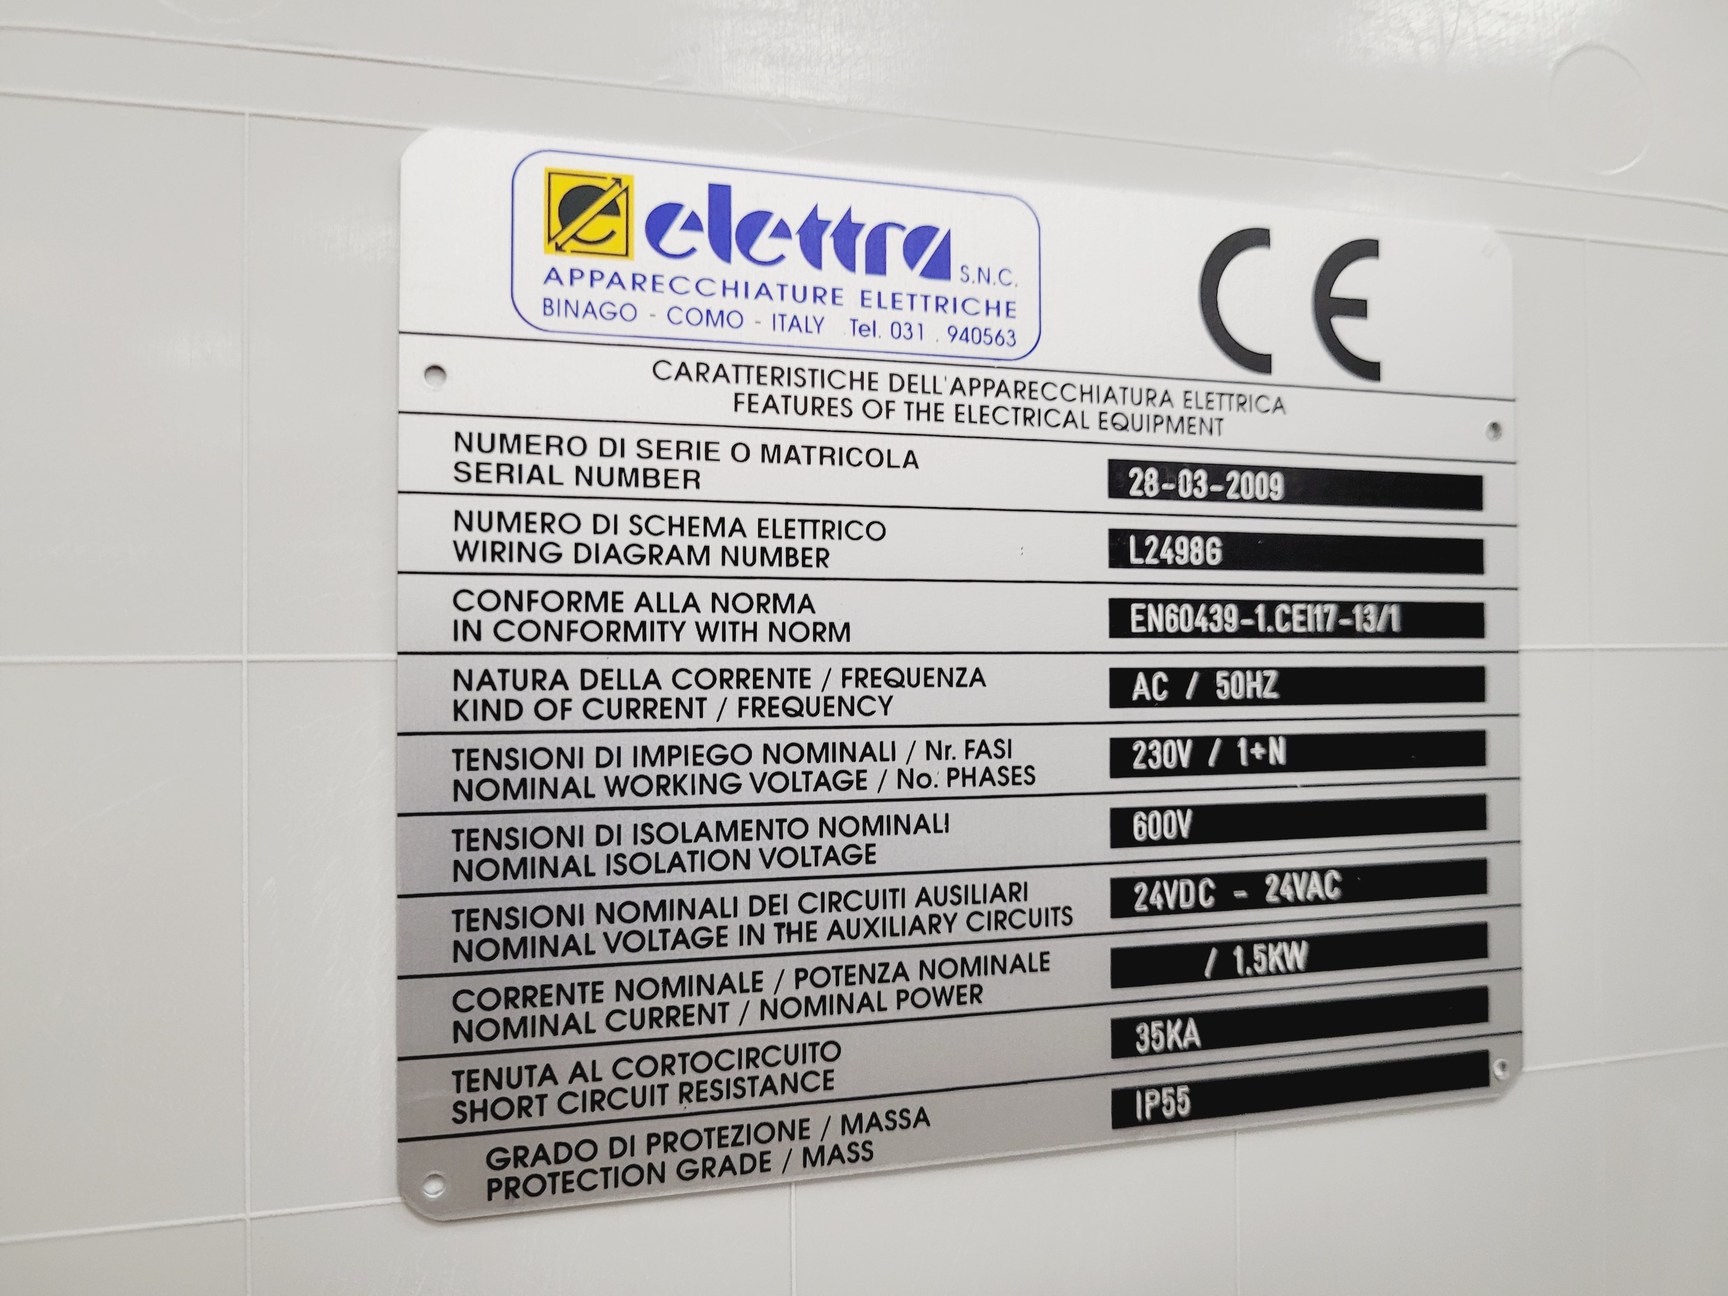 elettra S.N.C.
APPARECCHIATURE ELETTRICHE
BINAGO - COMO - ITALY Tel. 031 . 940563
CE
CARATTERISTICHE DELL'APPARECCHIATURA ELETTRICA
FEATURES OF THE ELECTRICAL EQUIPMENT
NUMERO DI SERIE O MATRICOLA
SERIAL NUMBER
28-03-2009
NUMERO DI SCHEMA ELETTRICO
WIRING DIAGRAM NUMBER
L2498G
CONFORME ALLA NORMA
IN CONFORMITY WITH NORM
EN60439-1.CEI17-13/1
NATURA DELLA CORRENTE / FREQUENZA
KIND OF CURRENT / FREQUENCY
AC / 50HZ
TENSIONI DI IMPIEGO NOMINALI / Nr. FASI
NOMINAL WORKING VOLTAGE / No. PHASES
230V / 1+N
TENSIONI DI ISOLAMENTO NOMINALI
NOMINAL ISOLATION VOLTAGE
600V
TENSIONI NOMINALI DEI CIRCUITI AUSILIARI
NOMINAL VOLTAGE IN THE AUXILIARY CIRCUITS
24VDC - 24VAC
CORRENTE NOMINALE / POTENZA NOMINALE
NOMINAL CURRENT / NOMINAL POWER
/ 1.5KW
TENUTA AL CORTOCIRCUITO
SHORT CIRCUIT RESISTANCE
35KA
GRADO DI PROTEZIONE / MASSA
PROTECTION GRADE / MASS
IP55